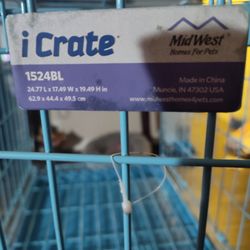 i Crate
MidWest
Homes For Pets
1524BL
24.77 L x 17.49 W x 19.49 H in
62.9 x 44.4 x 49.5 cm
Made in China
Muncie, IN 47302 USA
www.midwesthomes4pets.com